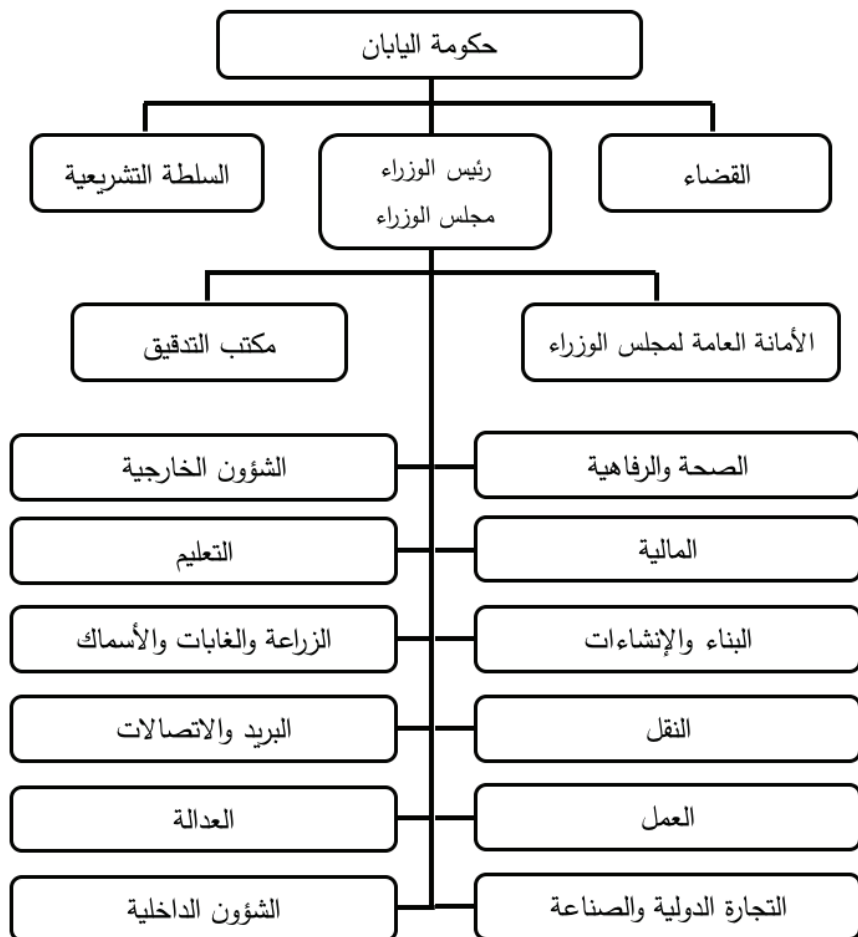 حكومة اليابان
القضاء
رئيس الوزراء
مجلس الوزراء
السلطة التشريعية
الأمانة العامة لمجلس الوزراء
مكتب التدقيق
الصحة والرفاهية
الشؤون الخارجية
المالية
التعليم
البناء والإنشاءات
الزراعة والغابات والأسماك
النقل
البريد والاتصالات
العمل
العدالة
التجارة الدولية والصناعة
الشؤون الداخلية